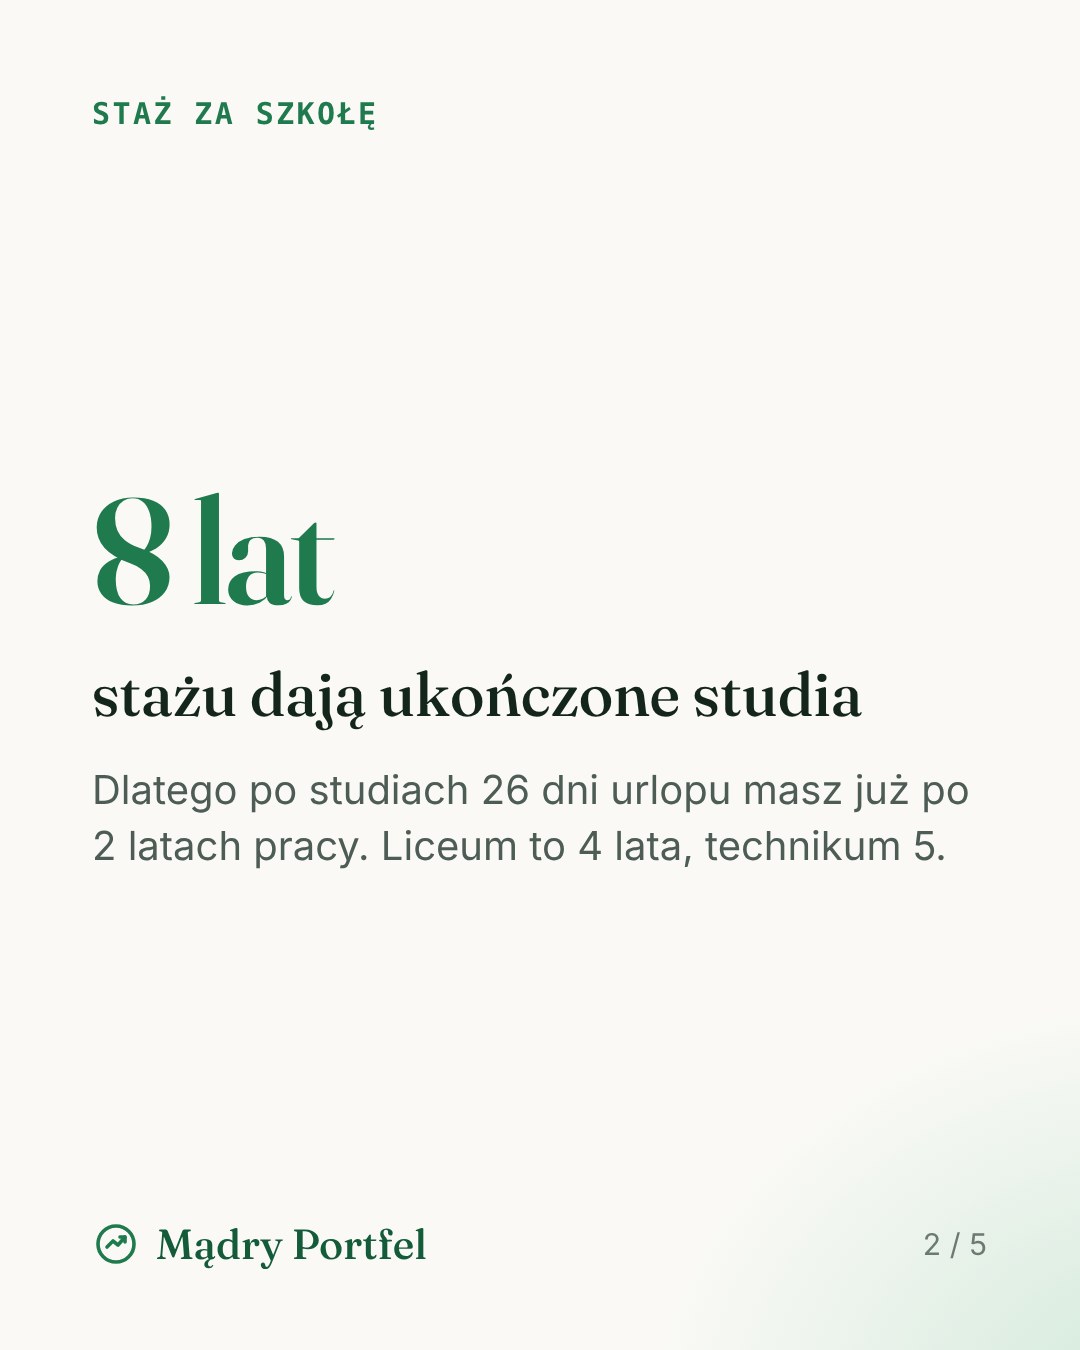 STAŻ ZA SZKOŁĘ
8 lat
stażu dają ukończone studia
Dlatego po studiach 26 dni urlopu masz już po
2 latach pracy. Liceum to 4 lata, technikum 5.
Mądry Portfel
2 / 5